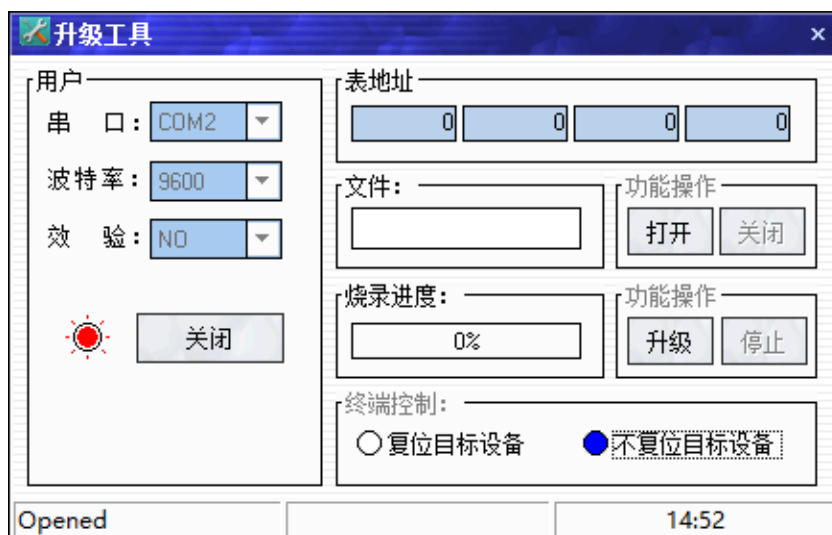 升级工具
用户
串 口: COM2
波特率: 9600
效 验: NO
关闭
表地址
0 0 0 0
文件:
功能操作
打开 关闭
烧录进度:
0%
功能操作
升级 停止
终端控制:
复位目标设备 不复位目标设备
Opened
14:52